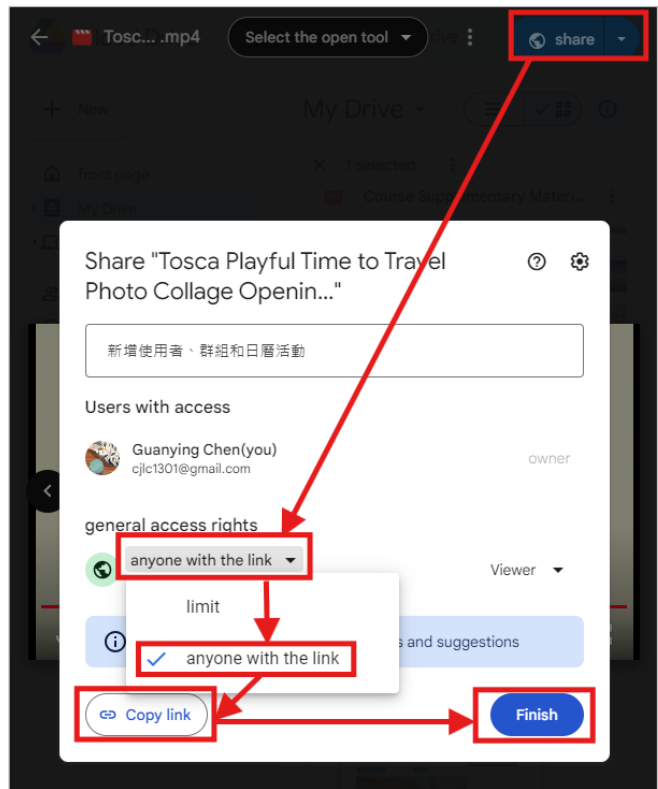 Tosc... .mp4
Select the open tool
share
New
My Drive
front page
1 selected
My Drive
Course Supplementary Materi...
Share "Tosca Playful Time to Travel
Photo Collage Openin..."
新增使用者、群組和日曆活動
Users with access
Guanying Chen(you)
cjlc1301@gmail.com
owner
general access rights
anyone with the link
Viewer
limit
s and suggestions
anyone with the link
Copy link
Finish